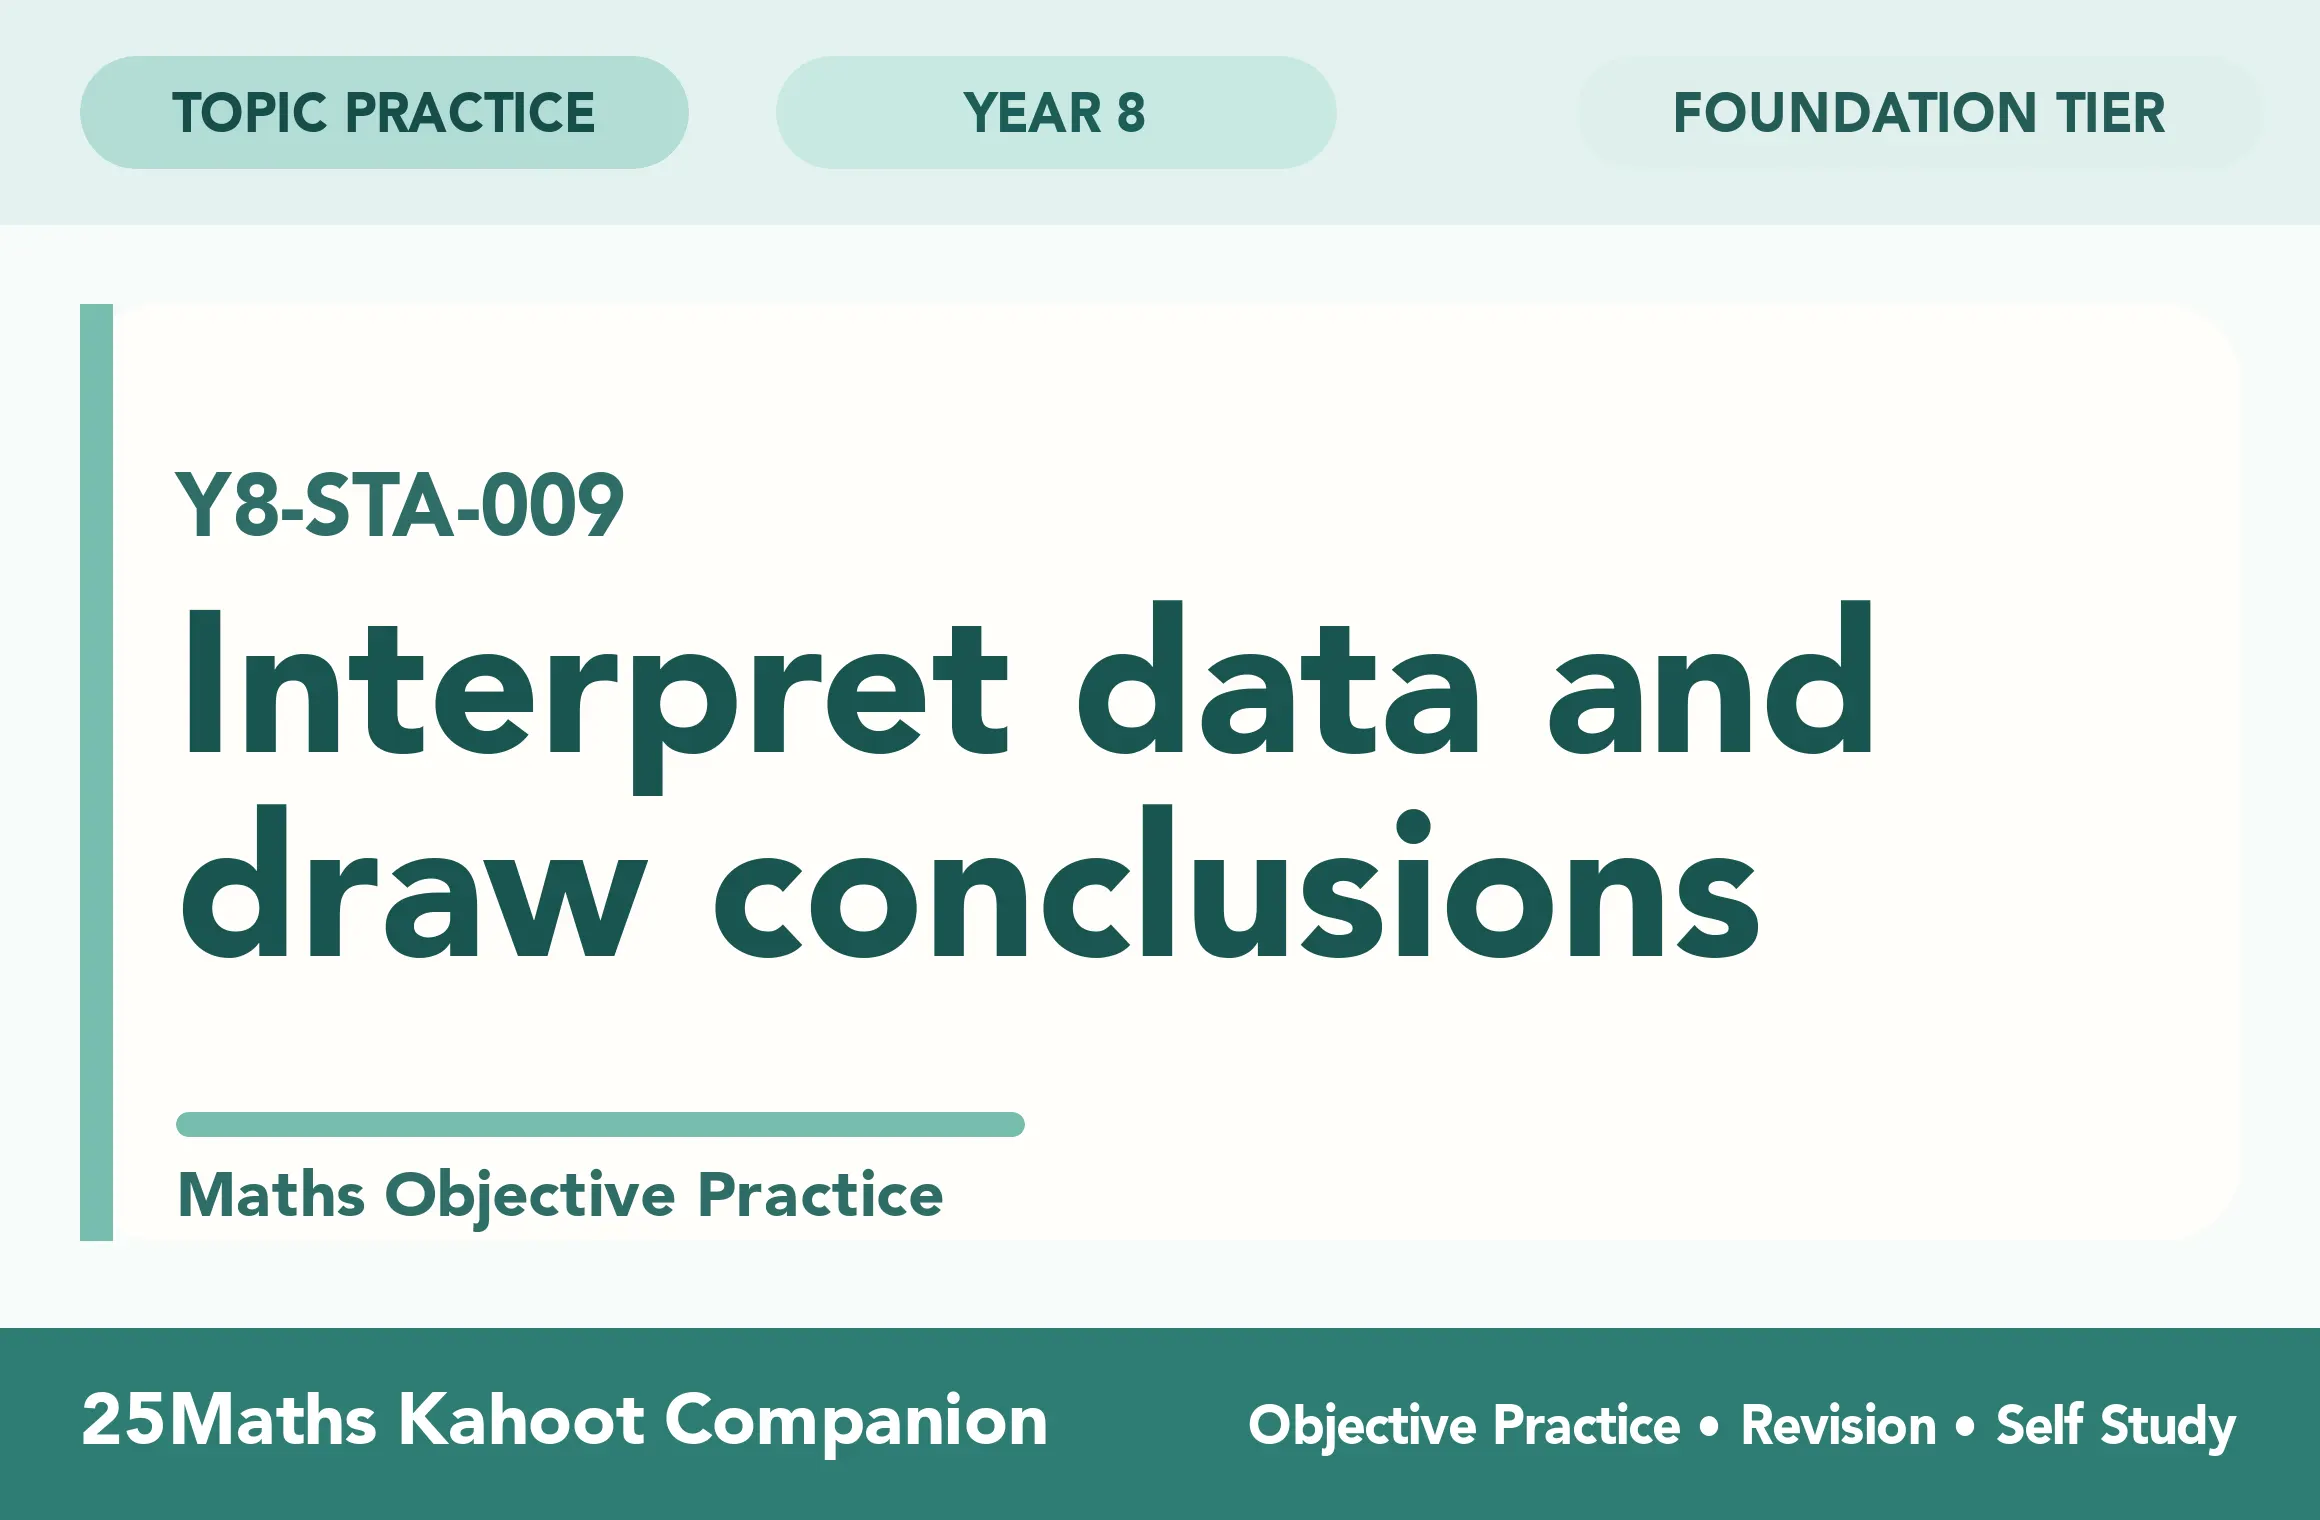 TOPIC PRACTICE
YEAR 8
FOUNDATION TIER
Y8-STA-009
Interpret data and
draw conclusions
Maths Objective Practice
25Maths Kahoot Companion
Objective Practice • Revision • Self Study